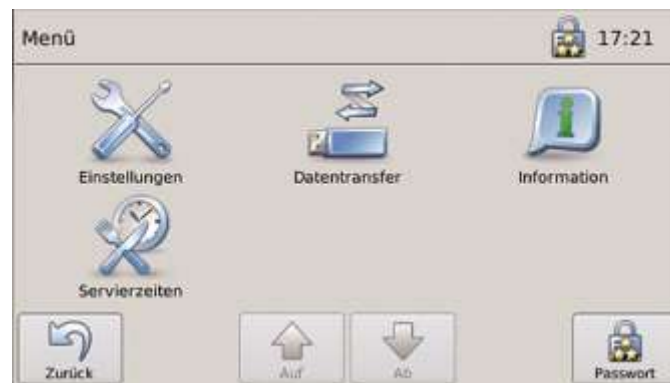 Menü 17:21
Einstellungen Datentransfer Information
Servierzeiten
Zurück Auf Ab Passwort